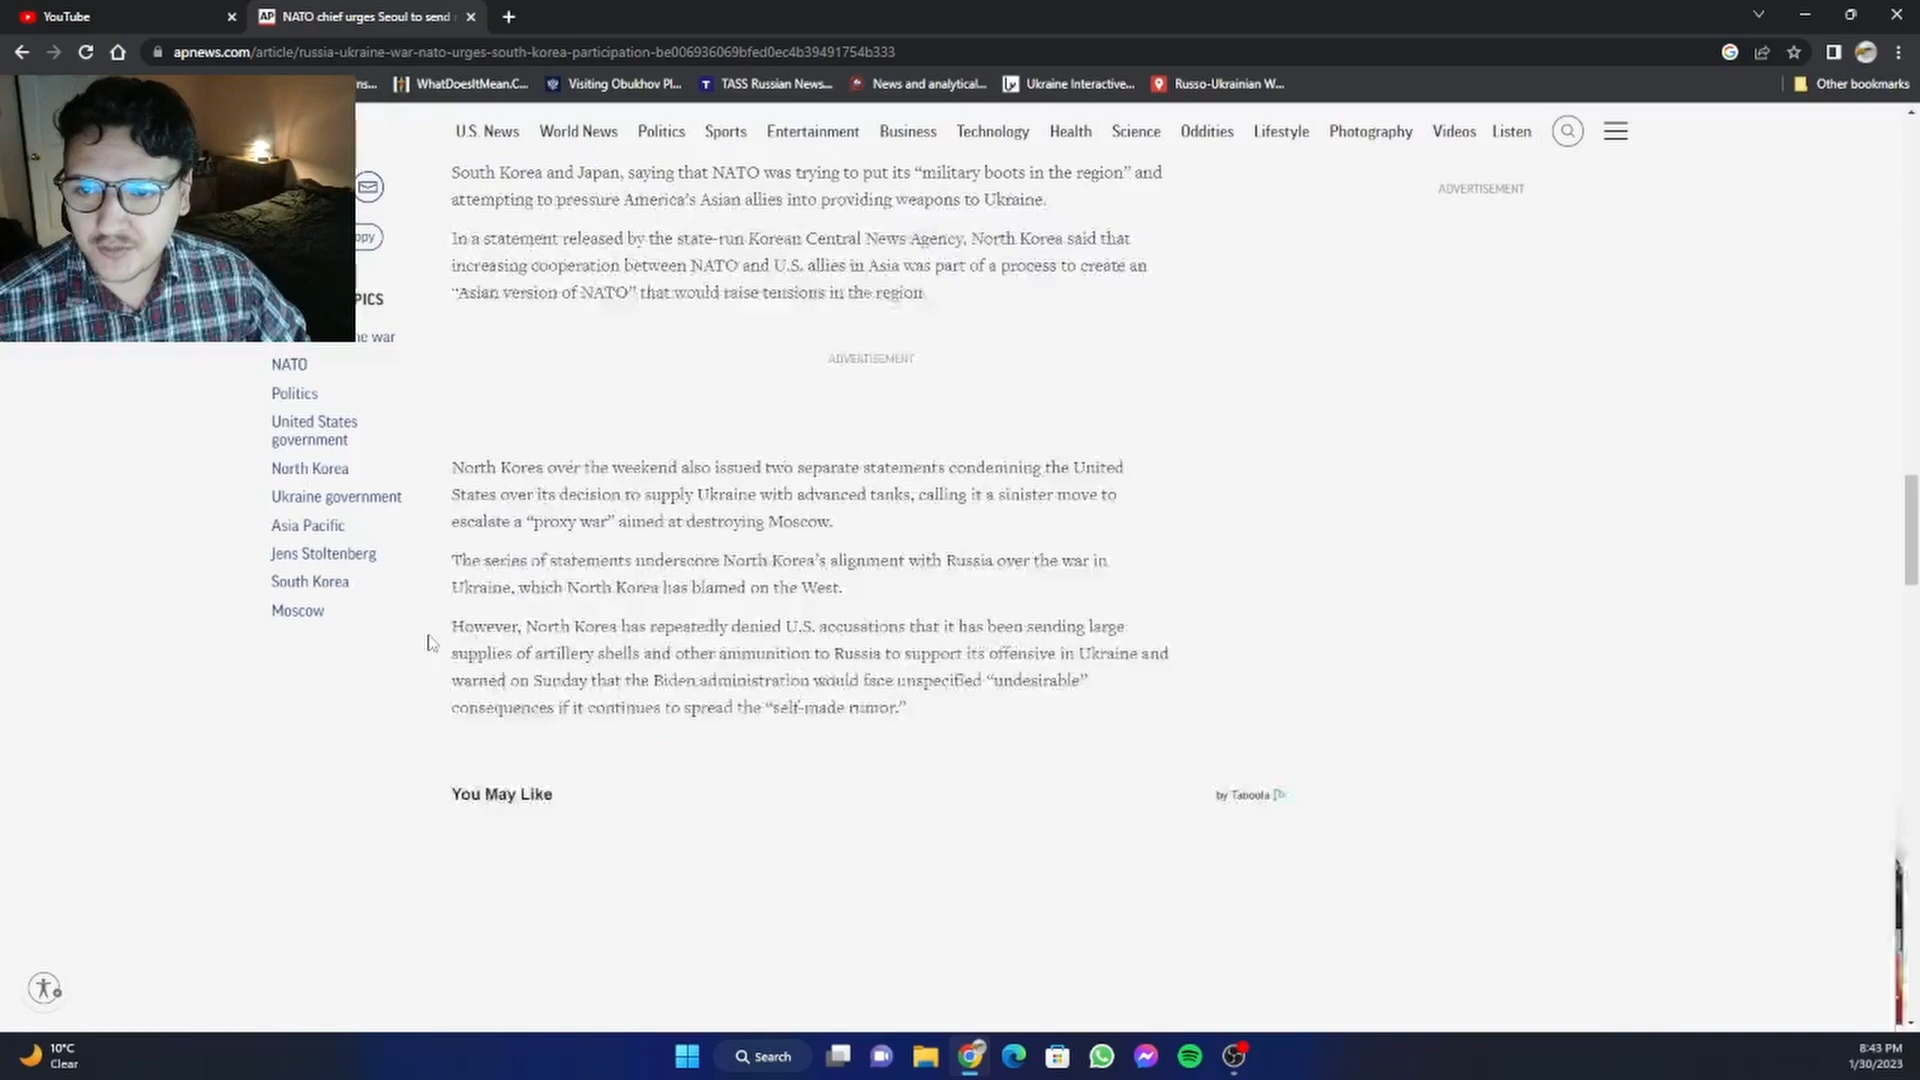 YouTube
AP NATO chief urges Seoul to send
apnews.com/article/russia-ukraine-war-nato-urges-south-korea-participation-be006936069bfed0ec4b39491754b333
ns... WhatDoesItMean.C... Visiting Obukhov Pl... T TASS Russian News... News and analytical... Ukraine Interactive... Russo-Ukrainian W... Other bookmarks
U.S. News World News Politics Sports Entertainment Business Technology Health Science Oddities Lifestyle Photography Videos Listen
South Korea and Japan, saying that NATO was trying to put its “military boots in the region” and
attempting to pressure America’s Asian allies into providing weapons to Ukraine.
ADVERTISEMENT
In a statement released by the state-run Korean Central News Agency, North Korea said that
increasing cooperation between NATO and U.S. allies in Asia was part of a process to create an
“Asian version of NATO” that would raise tensions in the region
opy
PICS
ne war
NATO
Politics
United States
government
North Korea
Ukraine government
Asia Pacific
Jens Stoltenberg
South Korea
Moscow
ADVERTISEMENT
North Korea over the weekend also issued two separate statements condemning the United
States over its decision to supply Ukraine with advanced tanks, calling it a sinister move to
escalate a “proxy war” aimed at destroying Moscow.
The series of statements underscore North Korea’s alignment with Russia over the war in
Ukraine, which North Korea has blamed on the West.
However, North Korea has repeatedly denied U.S. accusations that it has been sending large
supplies of artillery shells and other ammunition to Russia to support its offensive in Ukraine and
warned on Sunday that the Biden administration would face unspecified “undesirable”
consequences if it continues to spread the “self-made rumor.”
You May Like
by Taboola
10°C
Clear
Search
8:43 PM
1/30/2023